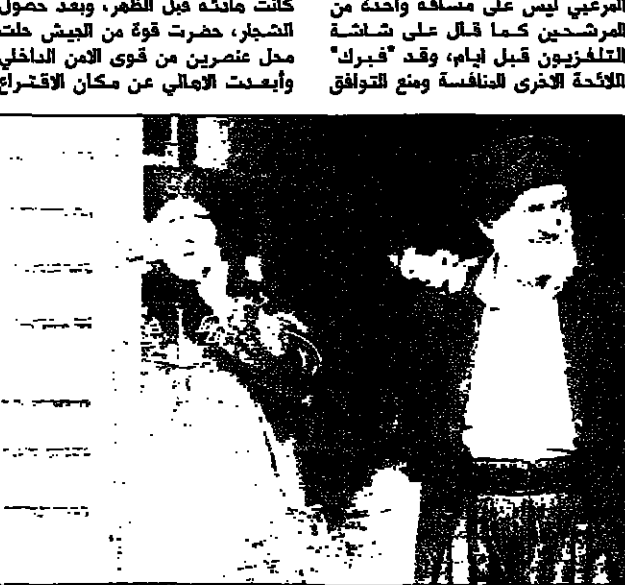 المرعبي ليس على مسافة واحدة من
المرشحين كما قال على شاشة
التلفزيون قبل ايام، وقد "فبرك"
اللائحة الاخرى المنافسة ومنع التوافق
كانت هادئة قبل الظهر، وبعد حصول
الشجار، حضرت قوة من الجيش حلت
محل عنصرين من قوى الامن الداخلي
وأبعدت الاهالي عن مكان الاقتراع